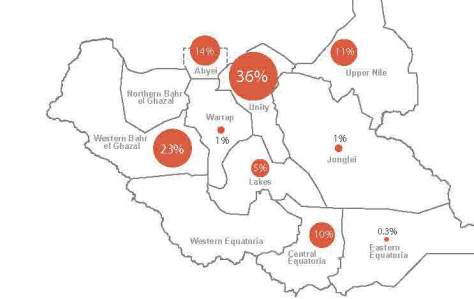 14%
Abyei
11%
Upper Nile
36%
Unity
Northern Bahr
el Ghazal
Warrap
1%
Western Bahr
el Ghazal
23%
1%
Jonglei
5%
Lakes
Western Equatoria
10%
Central
Equatoria
0.3%
Eastern
Equatoria